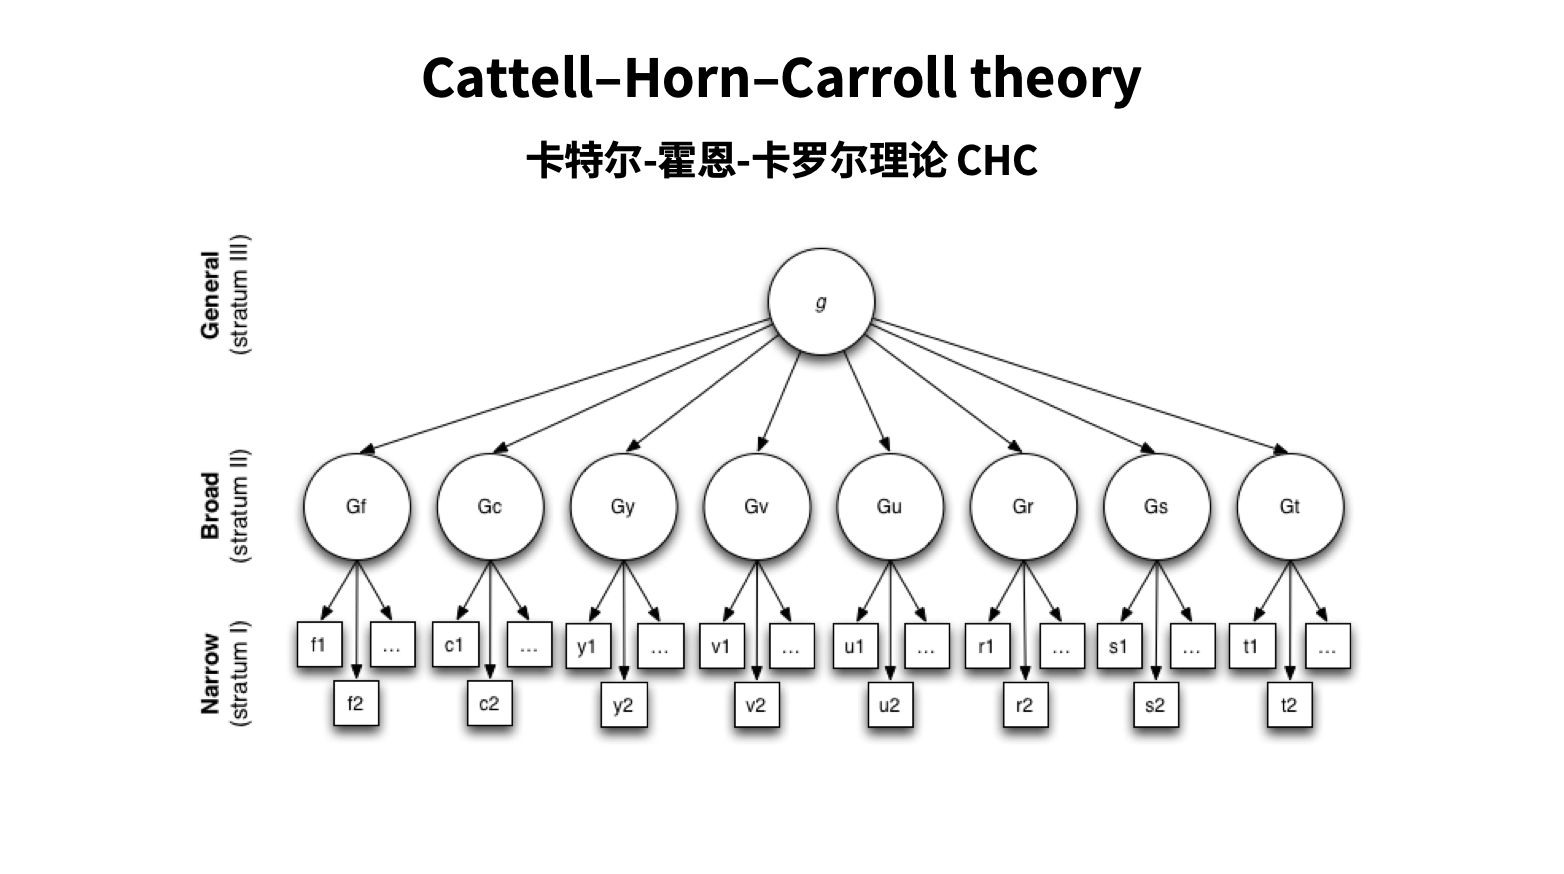 Cattell–Horn–Carroll theory
卡特尔-霍恩-卡罗尔理论 CHC
General
(stratum III)
g
Broad
(stratum II)
Gf Gc Gy Gv Gu Gr Gs Gt
Narrow
(stratum I)
f1 ... c1 ... y1 ... v1 ... u1 ... r1 ... s1 ... t1 ...
f2 c2 y2 v2 u2 r2 s2 t2